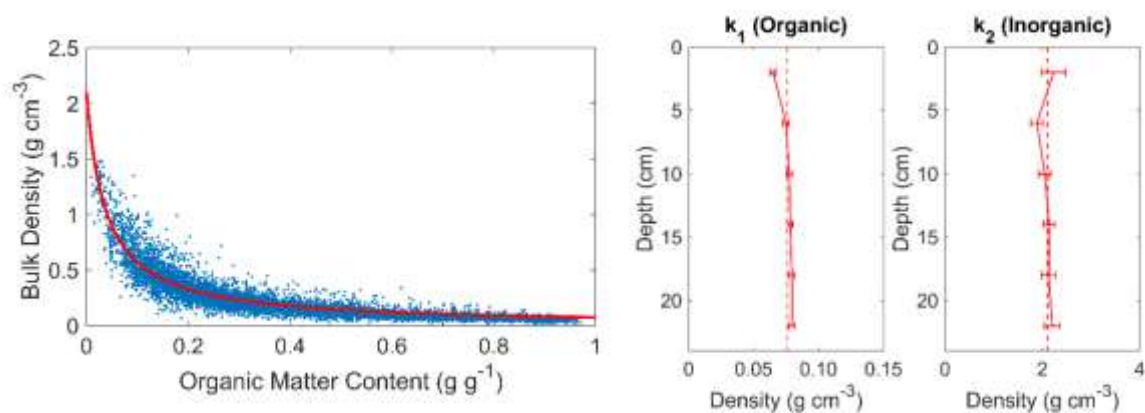 2.5
2
1.5
1
0.5
0
0 0.2 0.4 0.6 0.8 1
Bulk Density (g cm⁻³)
Organic Matter Content (g g⁻¹)
k₁ (Organic)
0
5
10
15
20
0 0.05 0.10 0.15
Depth (cm)
Density (g cm⁻³)
k₂ (Inorganic)
0
5
10
15
20
0 2 4
Depth (cm)
Density (g cm⁻³)